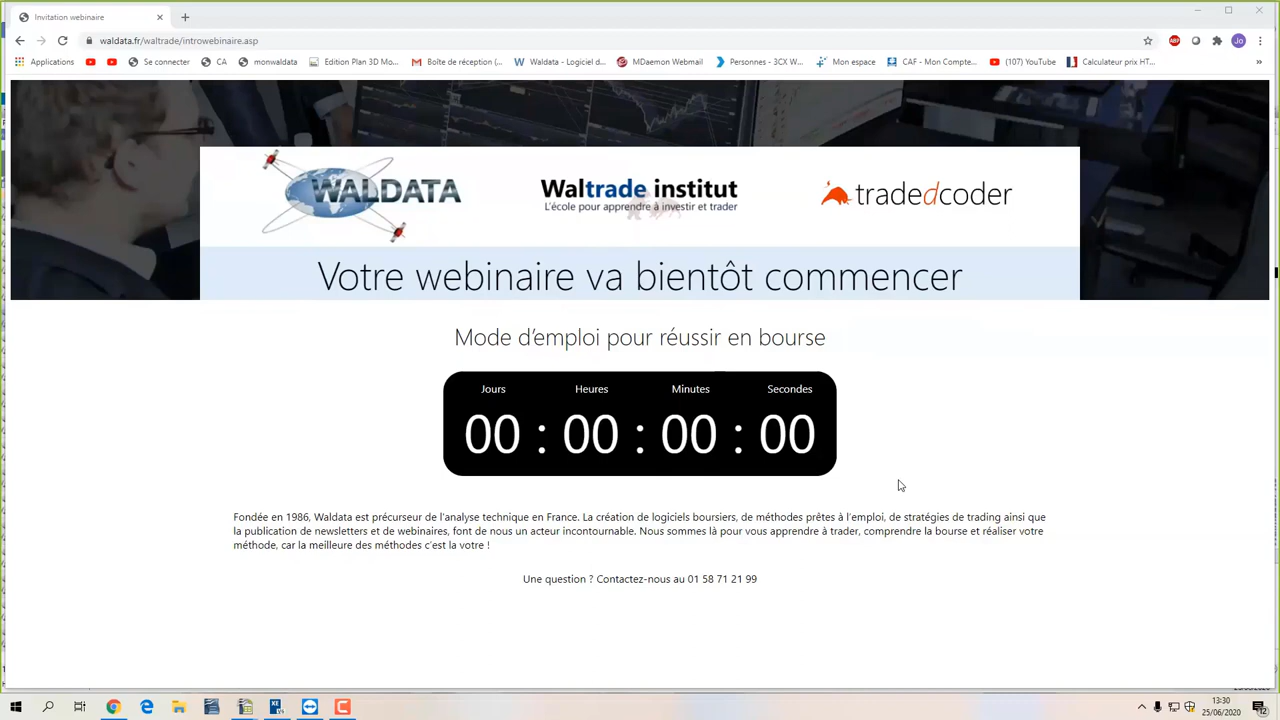 Invitation webinaire
waldata.fr/waltrade/introwebinaire.asp
ABP
Jo
Applications
Se connecter
CA
monwaldata
Edition Plan 3D Mo...
Boîte de réception (...
Waldata - Logiciel d...
MDaemon Webmail
Personnes - 3CX W...
Mon espace
CAF - Mon Compte...
(107) YouTube
Calculateur prix HT...
»
WALDATA
Waltrade institut
L'école pour apprendre à investir et trader
tradedcoder
Votre webinaire va bientôt commencer
Mode d'emploi pour réussir en bourse
Jours Heures Minutes Secondes
00 : 00 : 00 : 00
Fondée en 1986, Waldata est précurseur de l'analyse technique en France. La création de logiciels boursiers, de méthodes prêtes à l'emploi, de stratégies de trading ainsi que
la publication de newsletters et de webinaires, font de nous un acteur incontournable. Nous sommes là pour vous apprendre à trader, comprendre la bourse et réaliser votre
méthode, car la meilleure des méthodes c'est la votre !
Une question ? Contactez-nous au 01 58 71 21 99
13:30
25/06/2020
12